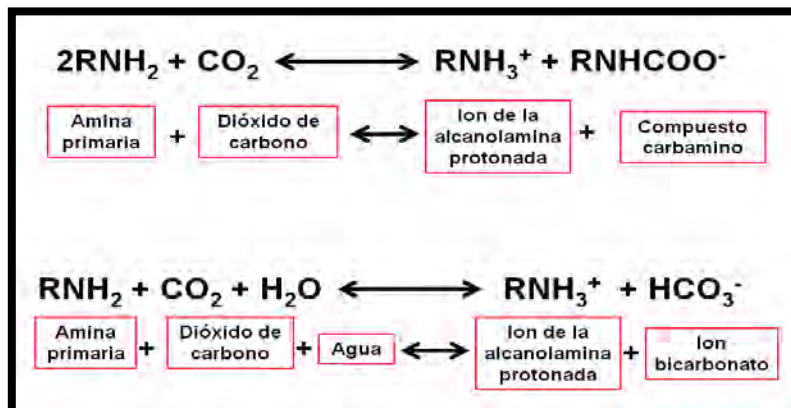 2RNH₂ + CO₂ ⟷ RNH₃⁺ + RNHCOO⁻
Amina primaria + Dióxido de carbono ⟷ Ion de la alcanolamina protonada + Compuesto carbamino
RNH₂ + CO₂ + H₂O ⟷ RNH₃⁺ + HCO₃⁻
Amina primaria + Dióxido de carbono + Agua ⟷ Ion de la alcanolamina protonada + Ion bicarbonato